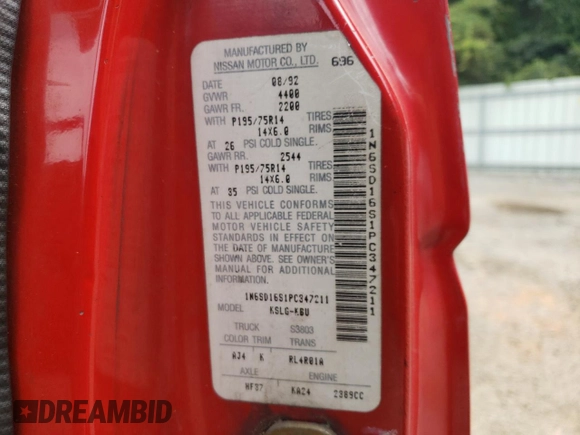 MANUFACTURED BY
NISSAN MOTOR CO., LTD. 696
DATE 08/92
GVWR 4400
GAWR FR. 2200
WITH P195/75R14 TIRES
14X6.0 RIMS
AT 26 PSI COLD SINGLE.
GAWR RR. 2544
WITH P195/75R14 TIRES
14X6.0 RIMS
AT 35 PSI COLD SINGLE.
THIS VEHICLE CONFORMS
TO ALL APPLICABLE FEDERAL
MOTOR VEHICLE SAFETY
STANDARDS IN EFFECT ON
THE DATE OF MANUFACTURE
SHOWN ABOVE. SEE OWNER'S
MANUAL FOR ADDITIONAL
INFORMATION.
1N6SD16S1PC347211
MODEL KSLG-K6U
TRUCK S3803
COLOR TRIM TRANS
AJ4 K RL4R01A
AXLE ENGINE
HF37 KA24 2389CC
1N6SD16S1PC347211
DREAMBID